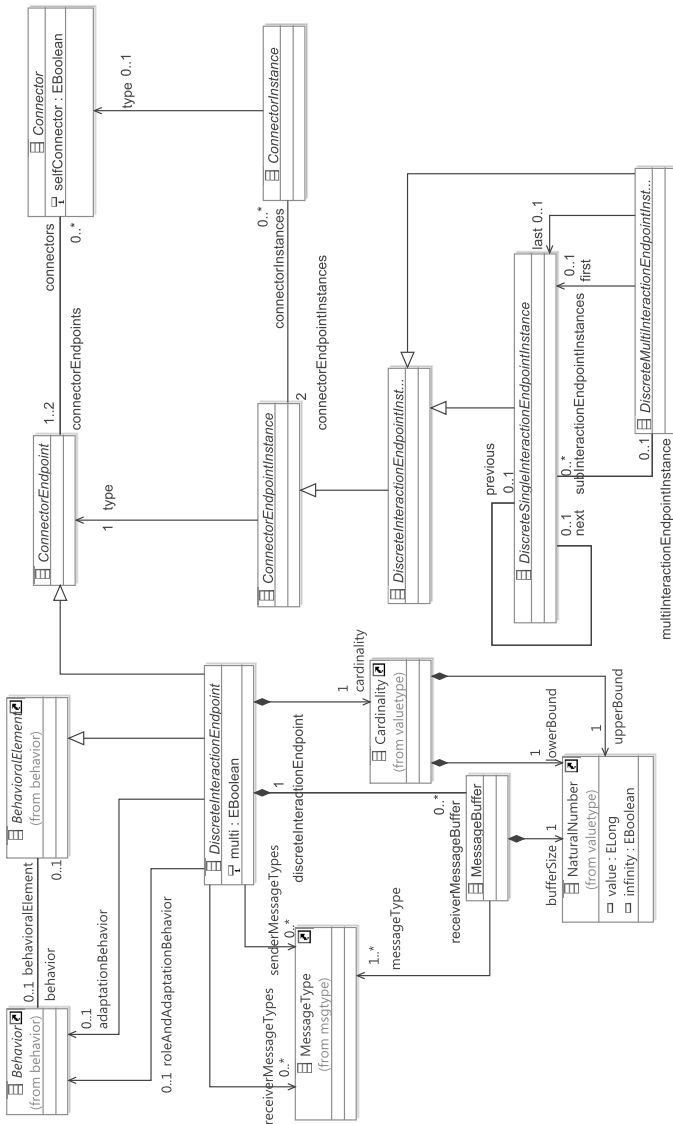 Behavior
(from behavior)
0..1 behavioralElement
behavior
0..1
BehavioralElement
(from behavior)
0..1
adaptationBehavior
0..1 roleAndAdaptationBehavior
ConnectorEndpoint
1..2
connectorEndpoints
connectors
0..*
Connector
selfConnector : EBoolean
1
type
type 0..1
DiscreteInteractionEndpoint
multi : EBoolean
ConnectorEndpointInstance
2
connectorEndpointInstances
connectorInstances
0..*
ConnectorInstance
receiverMessageTypes
0..*
senderMessageTypes
0..*
discreteInteractionEndpoint
1
1
cardinality
MessageType
(from msgtype)
1..*
messageType
0..*
receiverMessageBuffer
MessageBuffer
Cardinality
(from valuetype)
DiscreteInteractionEndpointInst...
bufferSize
1
1
lowerBound
1
upperBound
NaturalNumber
(from valuetype)
value : ELong
infinity : EBoolean
previous
0..1
DiscreteSingleInteractionEndpointInstance
0..1
next
0..*
subInteractionEndpointInstances
0..1
first
last 0..1
0..1
multiInteractionEndpointInstance
DiscreteMultiInteractionEndpointInst...